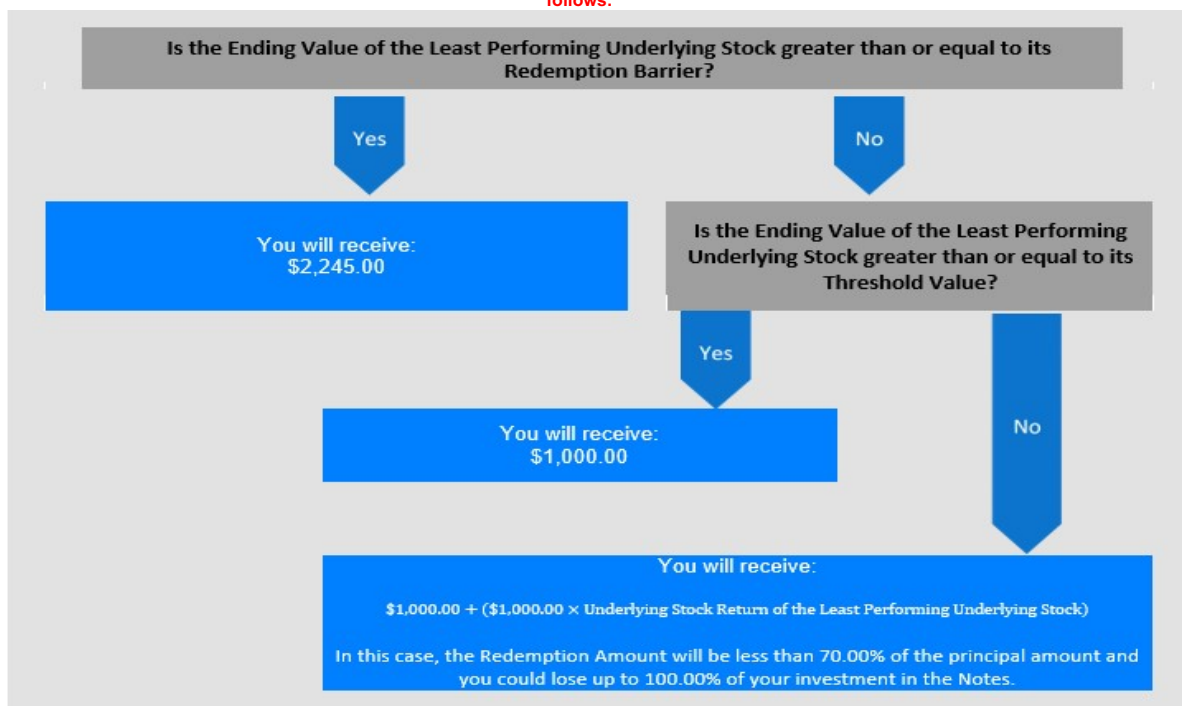 follows:
Is the Ending Value of the Least Performing Underlying Stock greater than or equal to its
Redemption Barrier?
Yes
No
You will receive:
$2,245.00
Is the Ending Value of the Least Performing
Underlying Stock greater than or equal to its
Threshold Value?
Yes
No
You will receive:
$1,000.00
You will receive:
$1,000.00 + ($1,000.00 × Underlying Stock Return of the Least Performing Underlying Stock)
In this case, the Redemption Amount will be less than 70.00% of the principal amount and
you could lose up to 100.00% of your investment in the Notes.